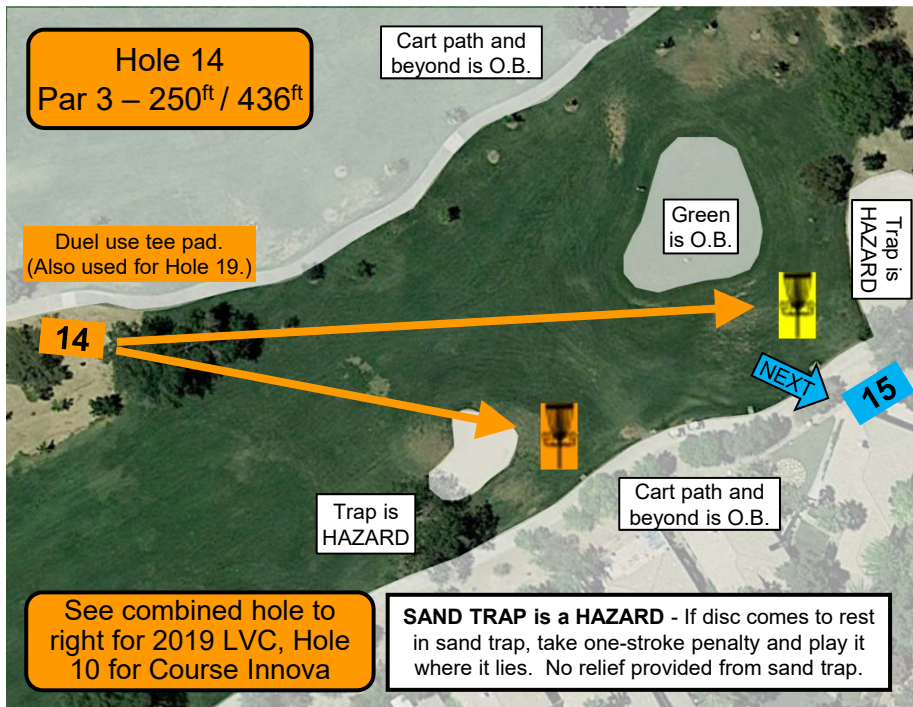 Hole 14
Par 3 – 250ft / 436ft
Cart path and
beyond is O.B.
Duel use tee pad.
(Also used for Hole 19.)
Green
is O.B.
Trap is
HAZARD
14
NEXT
15
Trap is
HAZARD
Cart path and
beyond is O.B.
See combined hole to
right for 2019 LVC, Hole
10 for Course Innova
SAND TRAP is a HAZARD - If disc comes to rest
in sand trap, take one-stroke penalty and play it
where it lies. No relief provided from sand trap.